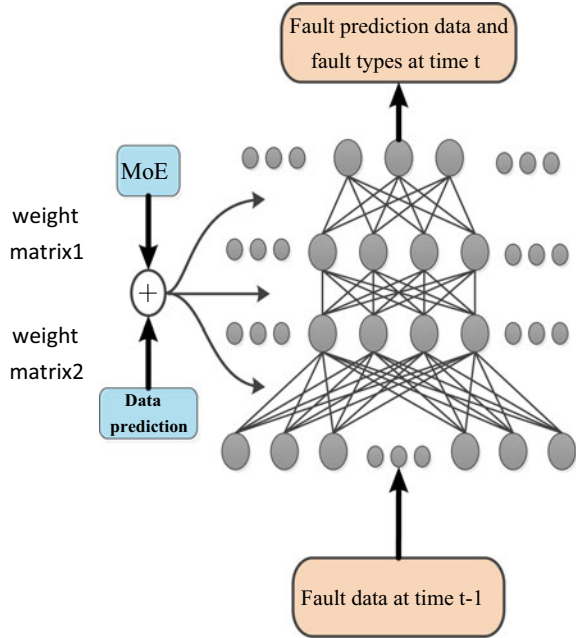 Fault prediction data and
fault types at time t
MoE
weight
matrix1
+
weight
matrix2
Data
prediction
Fault data at time t-1